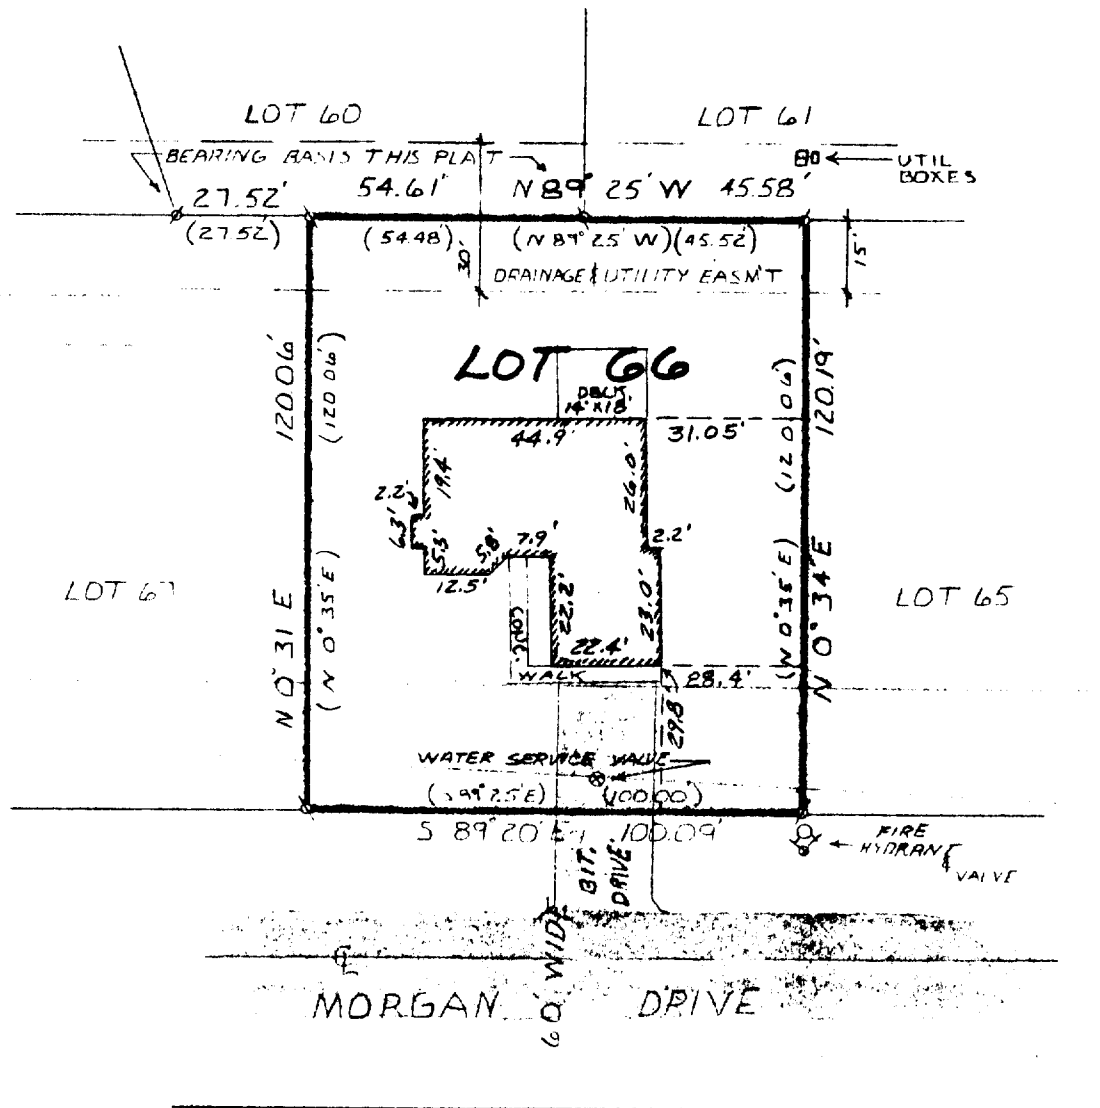 LOT 60
LOT 61
BEARING BASIS THIS PLAT
UTIL
BOXES
27.52'
54.61'
N 89° 25' W
45.58'
(27.52')
(54.48')
(N 89° 25' W)(45.52')
30'
15'
DRAINAGE & UTILITY EASM'T
LOT 66
120.06'
(120.06')
(120.06')
120.19'
DECK
14' X 18'
44.9'
31.05'
19.4'
26.0'
2.2'
6.3'
5.3'
5.8'
7.9'
2.2'
12.5'
LOT 65
N 0° 31 E
(N 0° 35' E)
CONC.
22.2'
23.0'
(N 0° 35' E)
N 0° 34' E
22.4'
WALK
28.4'
29.8'
WATER SERVICE VALVE
(100.00')
S 89° 20' E
100.09'
BIT.
DRIVE
FIRE
HYDRANT
&
VALVE
60' WIDE
℄
MORGAN DRIVE